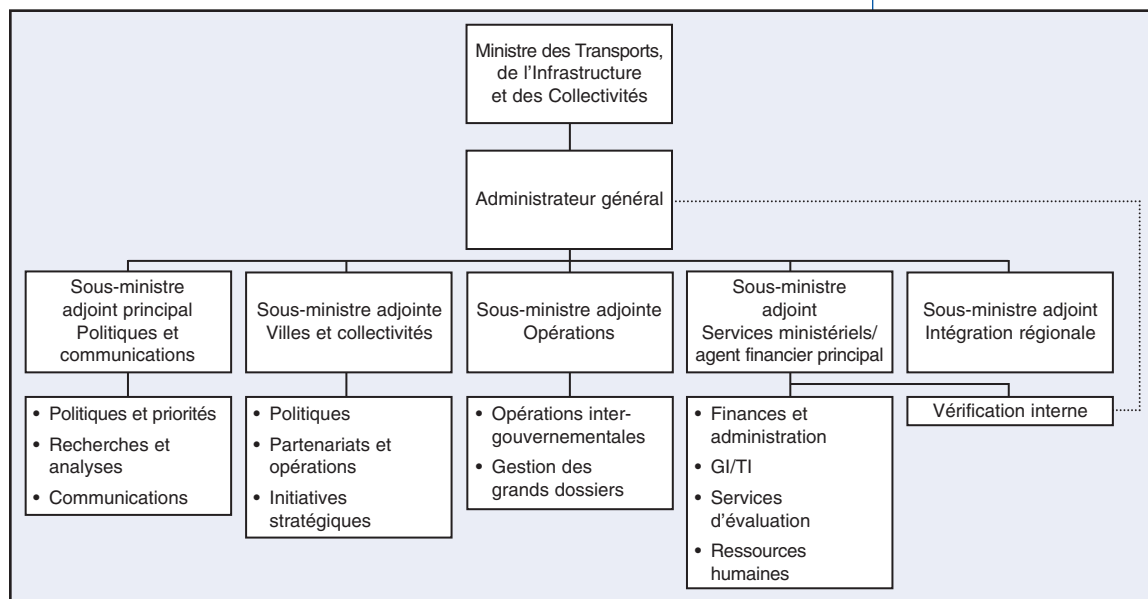 Ministre des Transports,
de l'Infrastructure
et des Collectivités
Administrateur général
Sous-ministre
adjoint principal
Politiques et
communications
Sous-ministre adjointe
Villes et collectivités
Sous-ministre adjointe
Opérations
Sous-ministre
adjoint
Services ministériels/
agent financier principal
Sous-ministre adjoint
Intégration régionale
• Politiques et priorités
• Recherches et
analyses
• Communications
• Politiques
• Partenariats et
opérations
• Initiatives
stratégiques
• Opérations inter-
gouvernementales
• Gestion des
grands dossiers
• Finances et
administration
• GI/TI
• Services
d'évaluation
• Ressources
humaines
Vérification interne